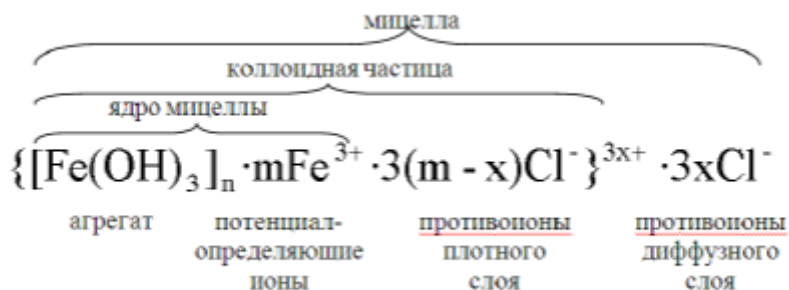 мицелла
коллоидная частица
ядро мицеллы
{[Fe(OH)₃]ₙ·mFe³⁺·3(m - x)Cl⁻}³ˣ⁺·3xCl⁻
агрегат потенциал- противоионы противоионы
определяющие плотного диффузного
ионы слоя слоя